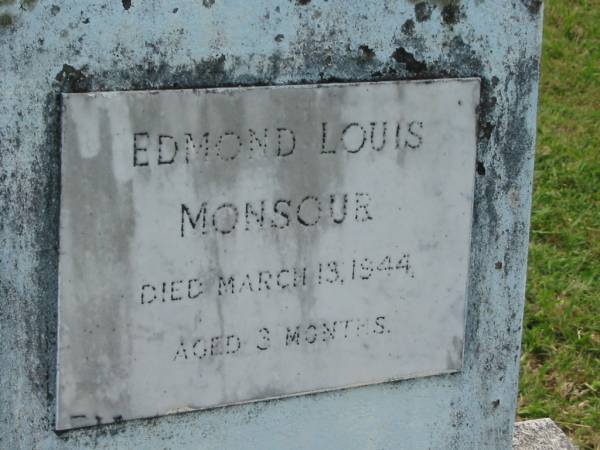 EDMOND LOUIS
MONSOUR
DIED MARCH 13, 1944,
AGED 3 MONTHS.